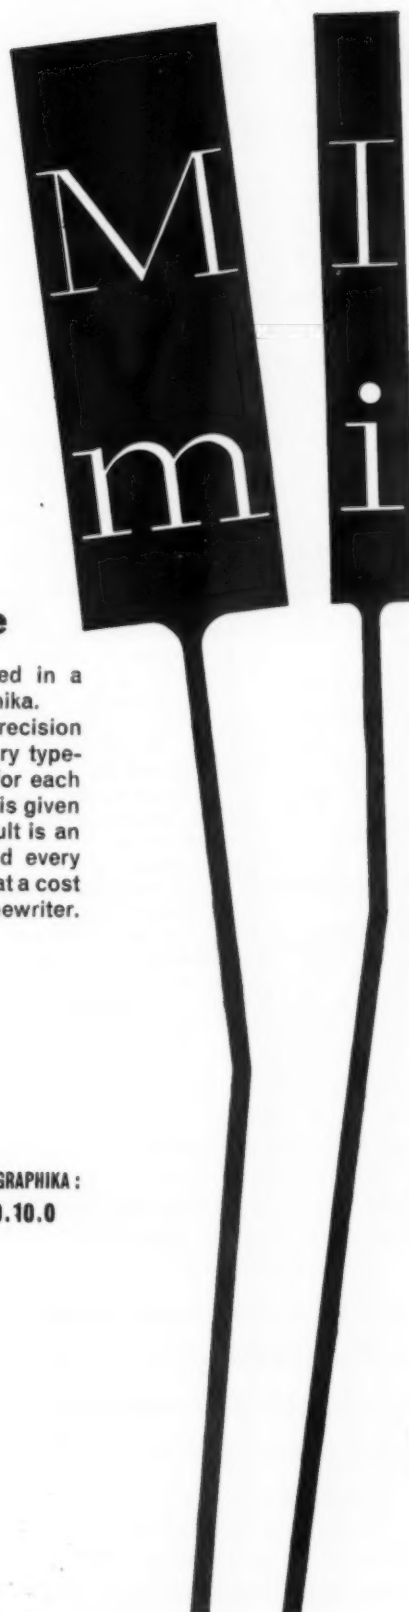 M I
m i
e
ed in a
nika.
recision
ry type-
or each
is given
ult is an
d every
at a cost
ewriter.
GRAPHIKA :
.10.0